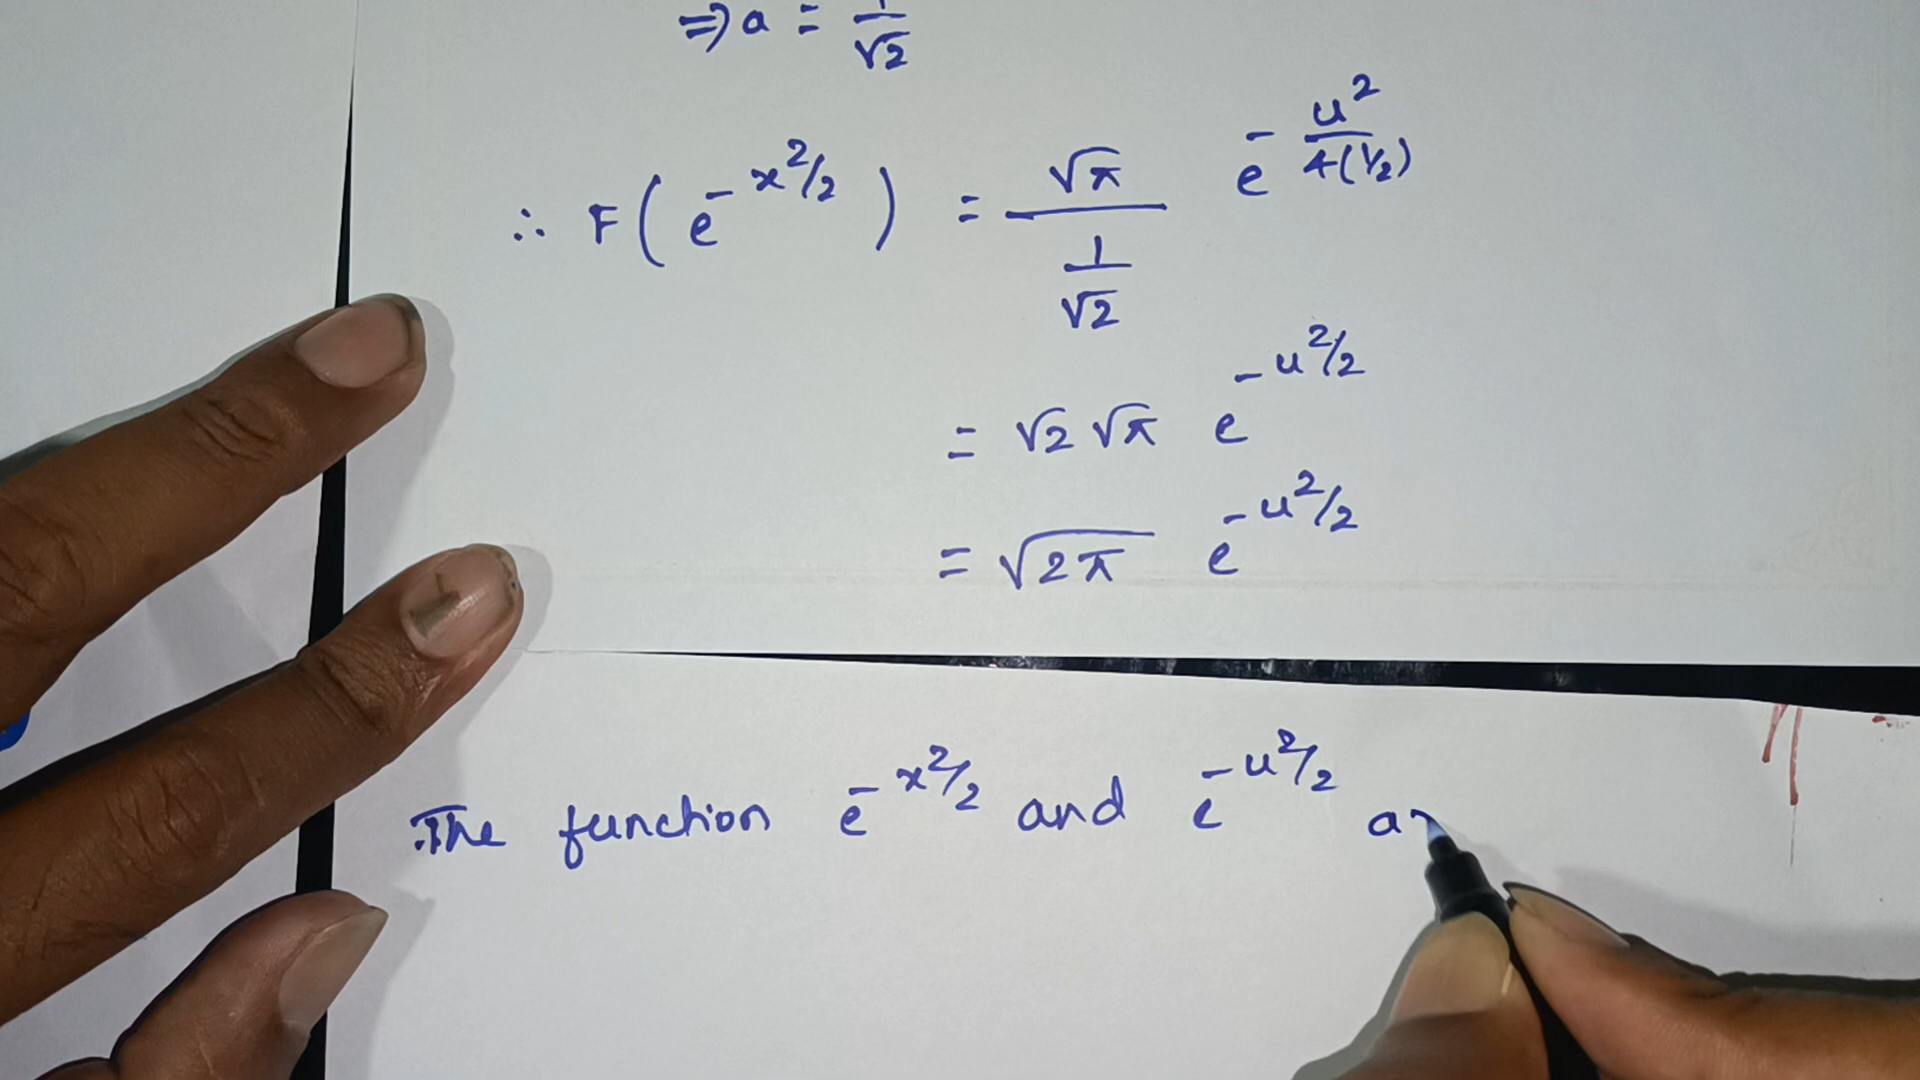 ⇒ a = 1/√2
∴ F(e^{-x²/2}) = √π/(1/√2) e^{-u²/(4(1/2))}
= √2 √π e^{-u²/2}
= √(2π) e^{-u²/2}
The function e^{-x²/2} and e^{-u²/2}